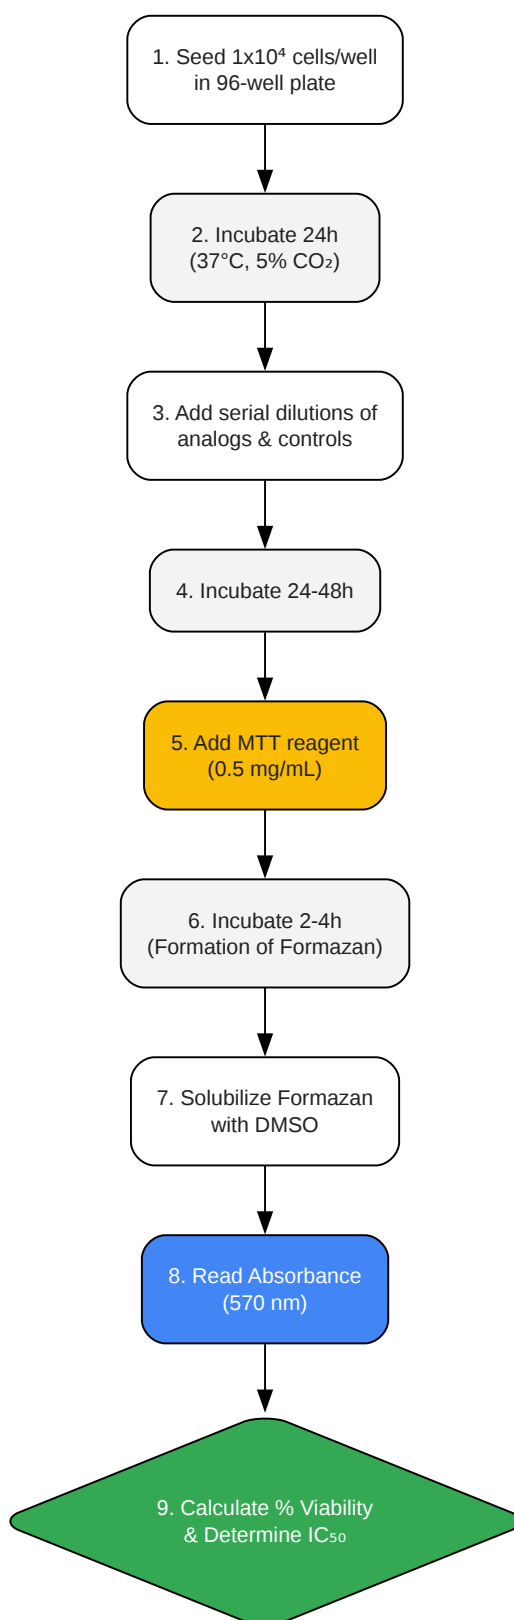 1. Seed 1x10⁴ cells/well
in 96-well plate
2. Incubate 24h
(37°C, 5% CO₂)
3. Add serial dilutions of
analogs & controls
4. Incubate 24-48h
5. Add MTT reagent
(0.5 mg/mL)
6. Incubate 2-4h
(Formation of Formazan)
7. Solubilize Formazan
with DMSO
8. Read Absorbance
(570 nm)
9. Calculate % Viability
& Determine IC₅₀